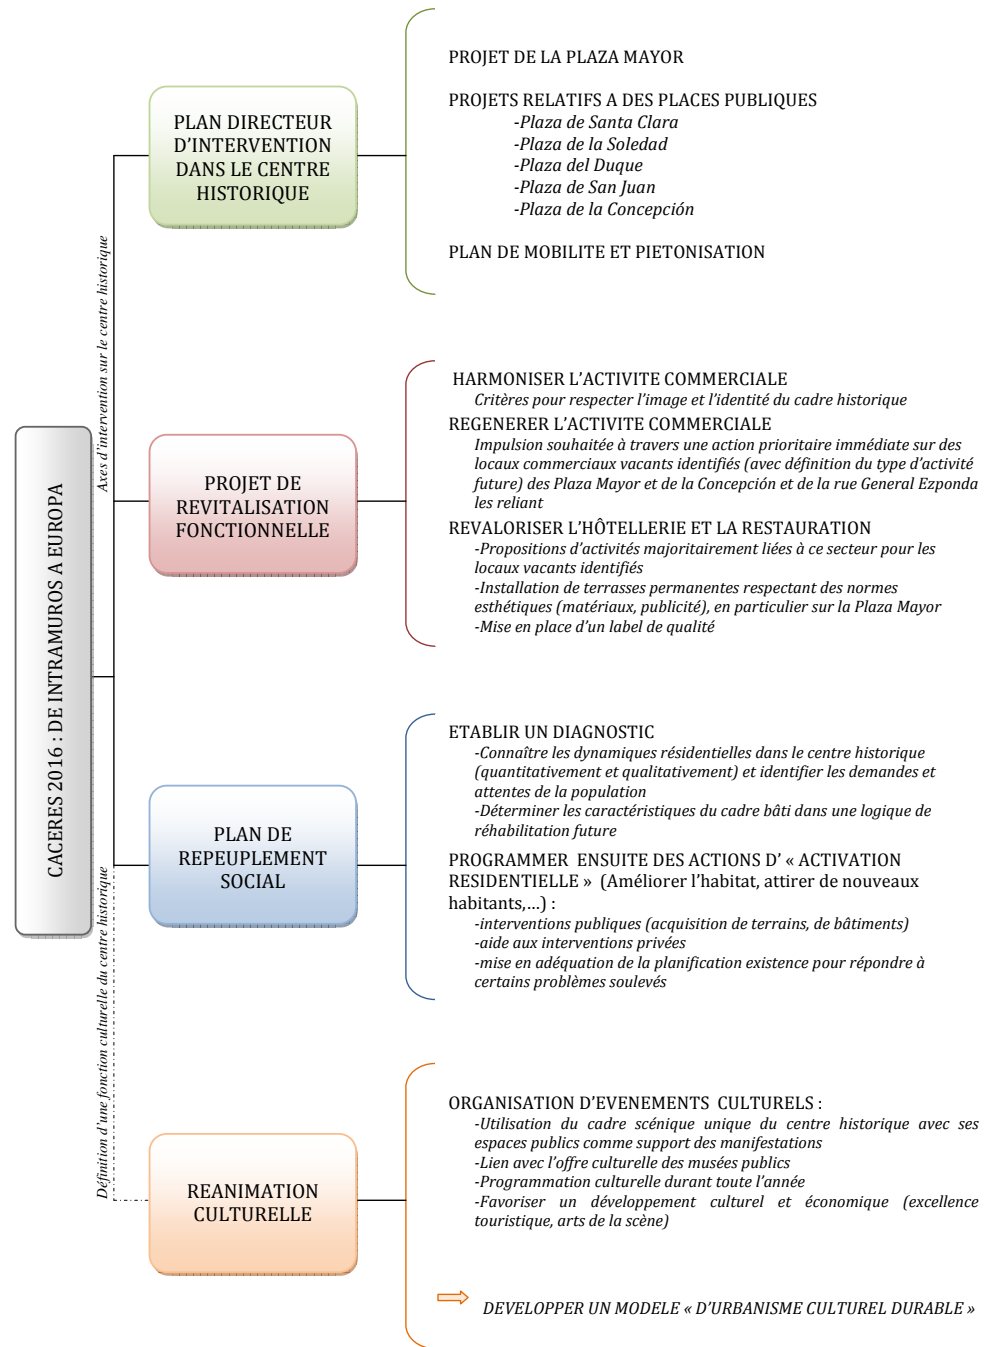 CACERES 2016 : DE INTRAMUROS A EUROPA
Axes d'intervention sur le centre historique
Définition d'une fonction culturelle du centre historique
PLAN DIRECTEUR
D'INTERVENTION
DANS LE CENTRE
HISTORIQUE
PROJET DE LA PLAZA MAYOR
PROJETS RELATIFS A DES PLACES PUBLIQUES
-Plaza de Santa Clara
-Plaza de la Soledad
-Plaza del Duque
-Plaza de San Juan
-Plaza de la Concepción
PLAN DE MOBILITE ET PIETONISATION
PROJET DE
REVITALISATION
FONCTIONNELLE
HARMONISER L'ACTIVITE COMMERCIALE
Critères pour respecter l'image et l'identité du cadre historique
REGENERER L'ACTIVITE COMMERCIALE
Impulsion souhaitée à travers une action prioritaire immédiate sur des
locaux commerciaux vacants identifiés (avec définition du type d'activité
future) des Plaza Mayor et de la Concepción et de la rue General Ezponda
les reliant
REVALORISER L'HÔTELLERIE ET LA RESTAURATION
-Propositions d'activités majoritairement liées à ce secteur pour les
locaux vacants identifiés
-Installation de terrasses permanentes respectant des normes
esthétiques (matériaux, publicité), en particulier sur la Plaza Mayor
-Mise en place d'un label de qualité
PLAN DE
REPEUPLEMENT
SOCIAL
ETABLIR UN DIAGNOSTIC
-Connaître les dynamiques résidentielles dans le centre historique
(quantitativement et qualitativement) et identifier les demandes et
attentes de la population
-Déterminer les caractéristiques du cadre bâti dans une logique de
réhabilitation future
PROGRAMMER ENSUITE DES ACTIONS D' « ACTIVATION
RESIDENTIELLE » (Améliorer l'habitat, attirer de nouveaux
habitants,…) :
-interventions publiques (acquisition de terrains, de bâtiments)
-aide aux interventions privées
-mise en adéquation de la planification existence pour répondre à
certains problèmes soulevés
REANIMATION
CULTURELLE
ORGANISATION D'EVENEMENTS CULTURELS :
-Utilisation du cadre scénique unique du centre historique avec ses
espaces publics comme support des manifestations
-Lien avec l'offre culturelle des musées publics
-Programmation culturelle durant toute l'année
-Favoriser un développement culturel et économique (excellence
touristique, arts de la scène)
DEVELOPPER UN MODELE « D'URBANISME CULTUREL DURABLE »